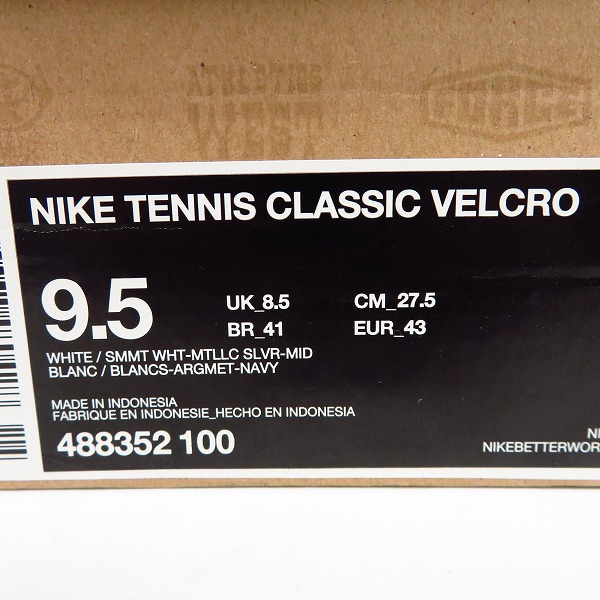 NIKE TENNIS CLASSIC VELCRO
9.5
UK_8.5 CM_27.5
BR_41 EUR_43
WHITE / SMMT WHT-MTLLC SLVR-MID
BLANC / BLANCS-ARGMET-NAVY
MADE IN INDONESIA
FABRIQUE EN INDONESIE_HECHO EN INDONESIA
488352 100
NIKEBETTERWOR